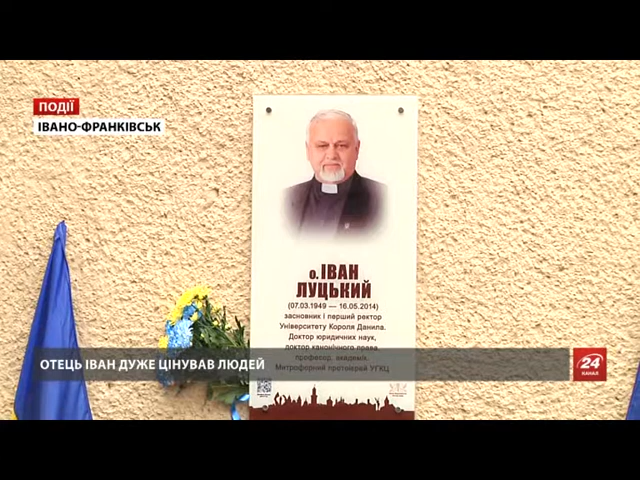 ПОДІЇ
ІВАНО-ФРАНКІВСЬК
о. ІВАН
ЛУЦЬКИЙ
(07.03.1949 — 16.05.2014)
засновник і перший ректор
Університету Короля Данила.
Доктор юридичних наук,
доктор канонічного права,
професор, академік.
Митрофорний протоієрей УГКЦ
ОТЕЦЬ ІВАН ДУЖЕ ЦІНУВАВ ЛЮДЕЙ
24
КАНАЛ